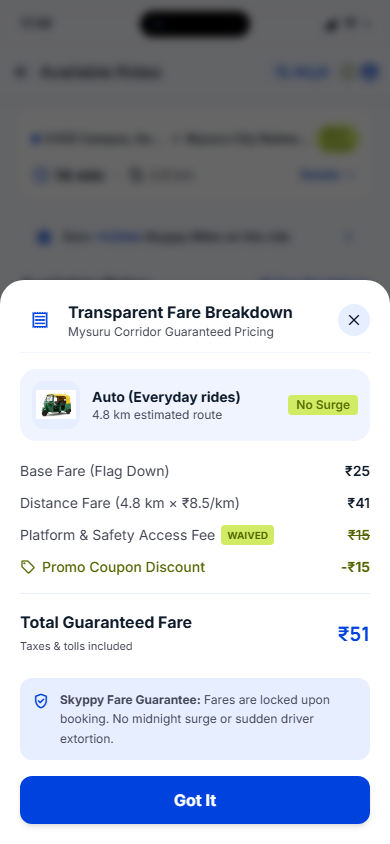 Available Rides
Transparent Fare Breakdown
Mysuru Corridor Guaranteed Pricing
Auto (Everyday rides)
4.8 km estimated route
No Surge
Base Fare (Flag Down) ₹25
Distance Fare (4.8 km × ₹8.5/km) ₹41
Platform & Safety Access Fee WAIVED ₹15
Promo Coupon Discount -₹15
Total Guaranteed Fare
Taxes & tolls included
₹51
Skyppy Fare Guarantee: Fares are locked upon
booking. No midnight surge or sudden driver
extortion.
Got It